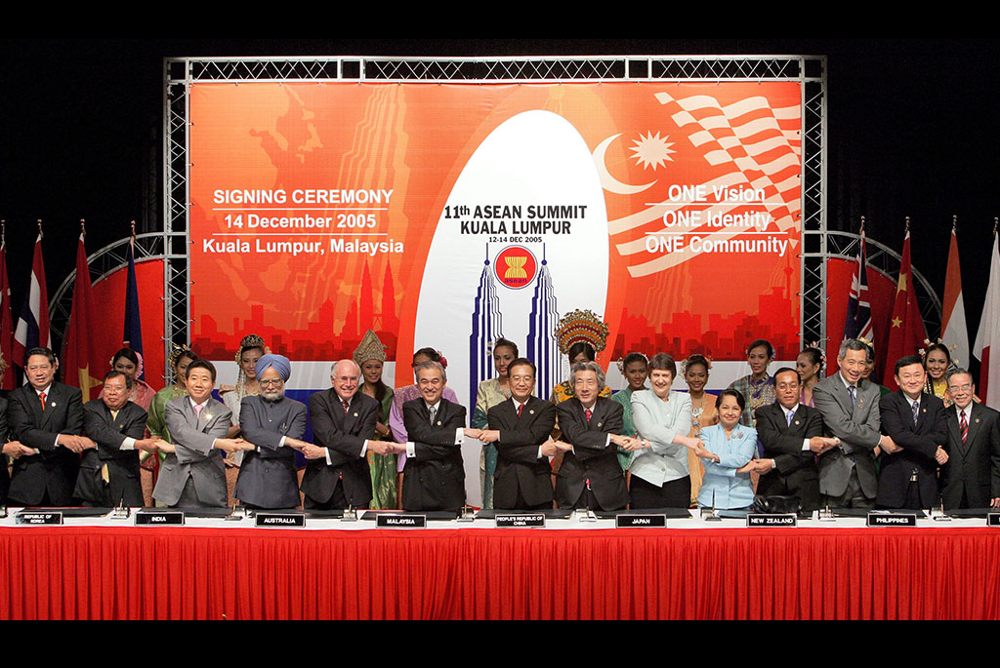 SIGNING CEREMONY
14 December 2005
Kuala Lumpur, Malaysia
11th ASEAN SUMMIT
KUALA LUMPUR
12-14 DEC 2005
asean
ONE Vision
ONE Identity
ONE Community
REPUBLIC OF
KOREA
INDIA
AUSTRALIA
MALAYSIA
PEOPLE'S REPUBLIC OF
CHINA
JAPAN
NEW ZEALAND
PHILIPPINES